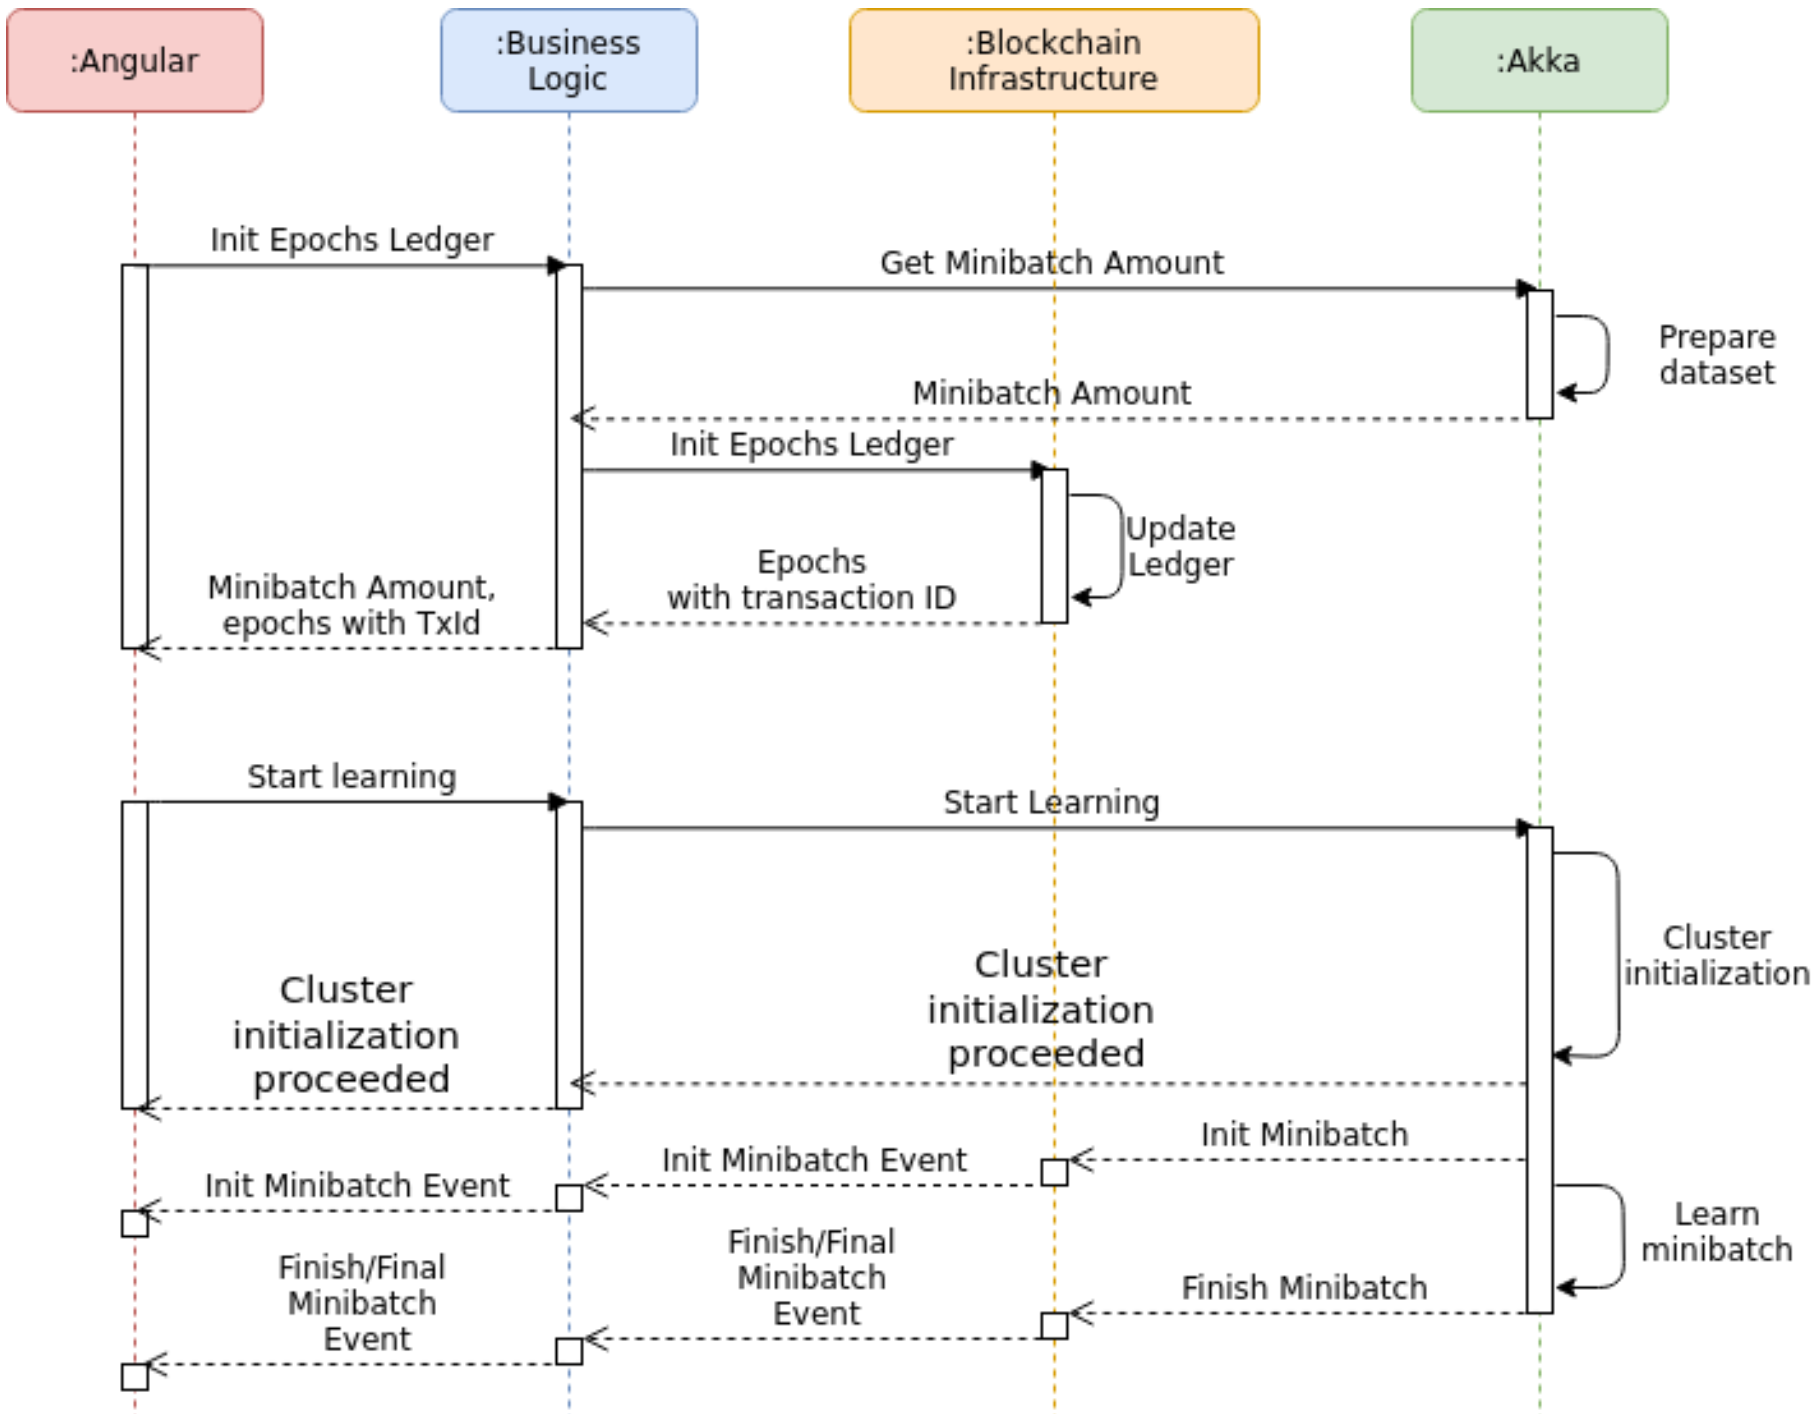 :Angular
:Business
Logic
:Blockchain
Infrastructure
:Akka
Init Epochs Ledger
Get Minibatch Amount
Prepare
dataset
Minibatch Amount
Init Epochs Ledger
Update
Ledger
Epochs
with transaction ID
Minibatch Amount,
epochs with TxId
Start learning
Start Learning
Cluster
initialization
Cluster
initialization
proceeded
Cluster
initialization
proceeded
Init Minibatch
Init Minibatch Event
Init Minibatch Event
Learn
minibatch
Finish Minibatch
Finish/Final
Minibatch
Event
Finish/Final
Minibatch
Event